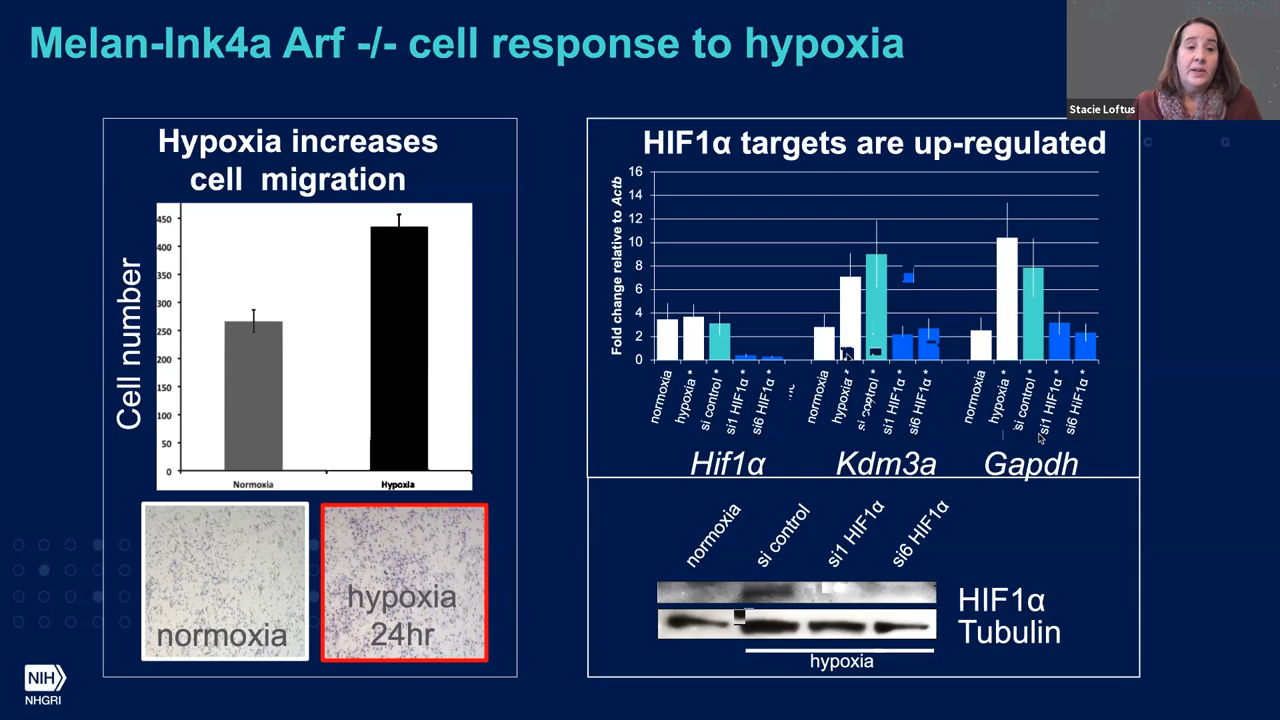 Melan-Ink4a Arf -/- cell response to hypoxia
Stacie Loftus
Hypoxia increases
cell migration
Cell number
450
400
350
300
250
200
150
100
50
0
Normoxia
Hypoxia
normoxia
hypoxia
24hr
HIF1α targets are up-regulated
Fold change relative to Actb
16
14
12
10
8
6
4
2
0
normoxia
hypoxia *
si control *
si1 HIF1α *
si6 HIF1α *
normoxia
hypoxia *
si control *
si1 HIF1α *
si6 HIF1α *
normoxia
hypoxia *
si control *
si1 HIF1α *
si6 HIF1α *
Hif1α
Kdm3a
Gapdh
normoxia
si control
si1 HIF1α
si6 HIF1α
HIF1α
Tubulin
hypoxia
NIH
NHGRI